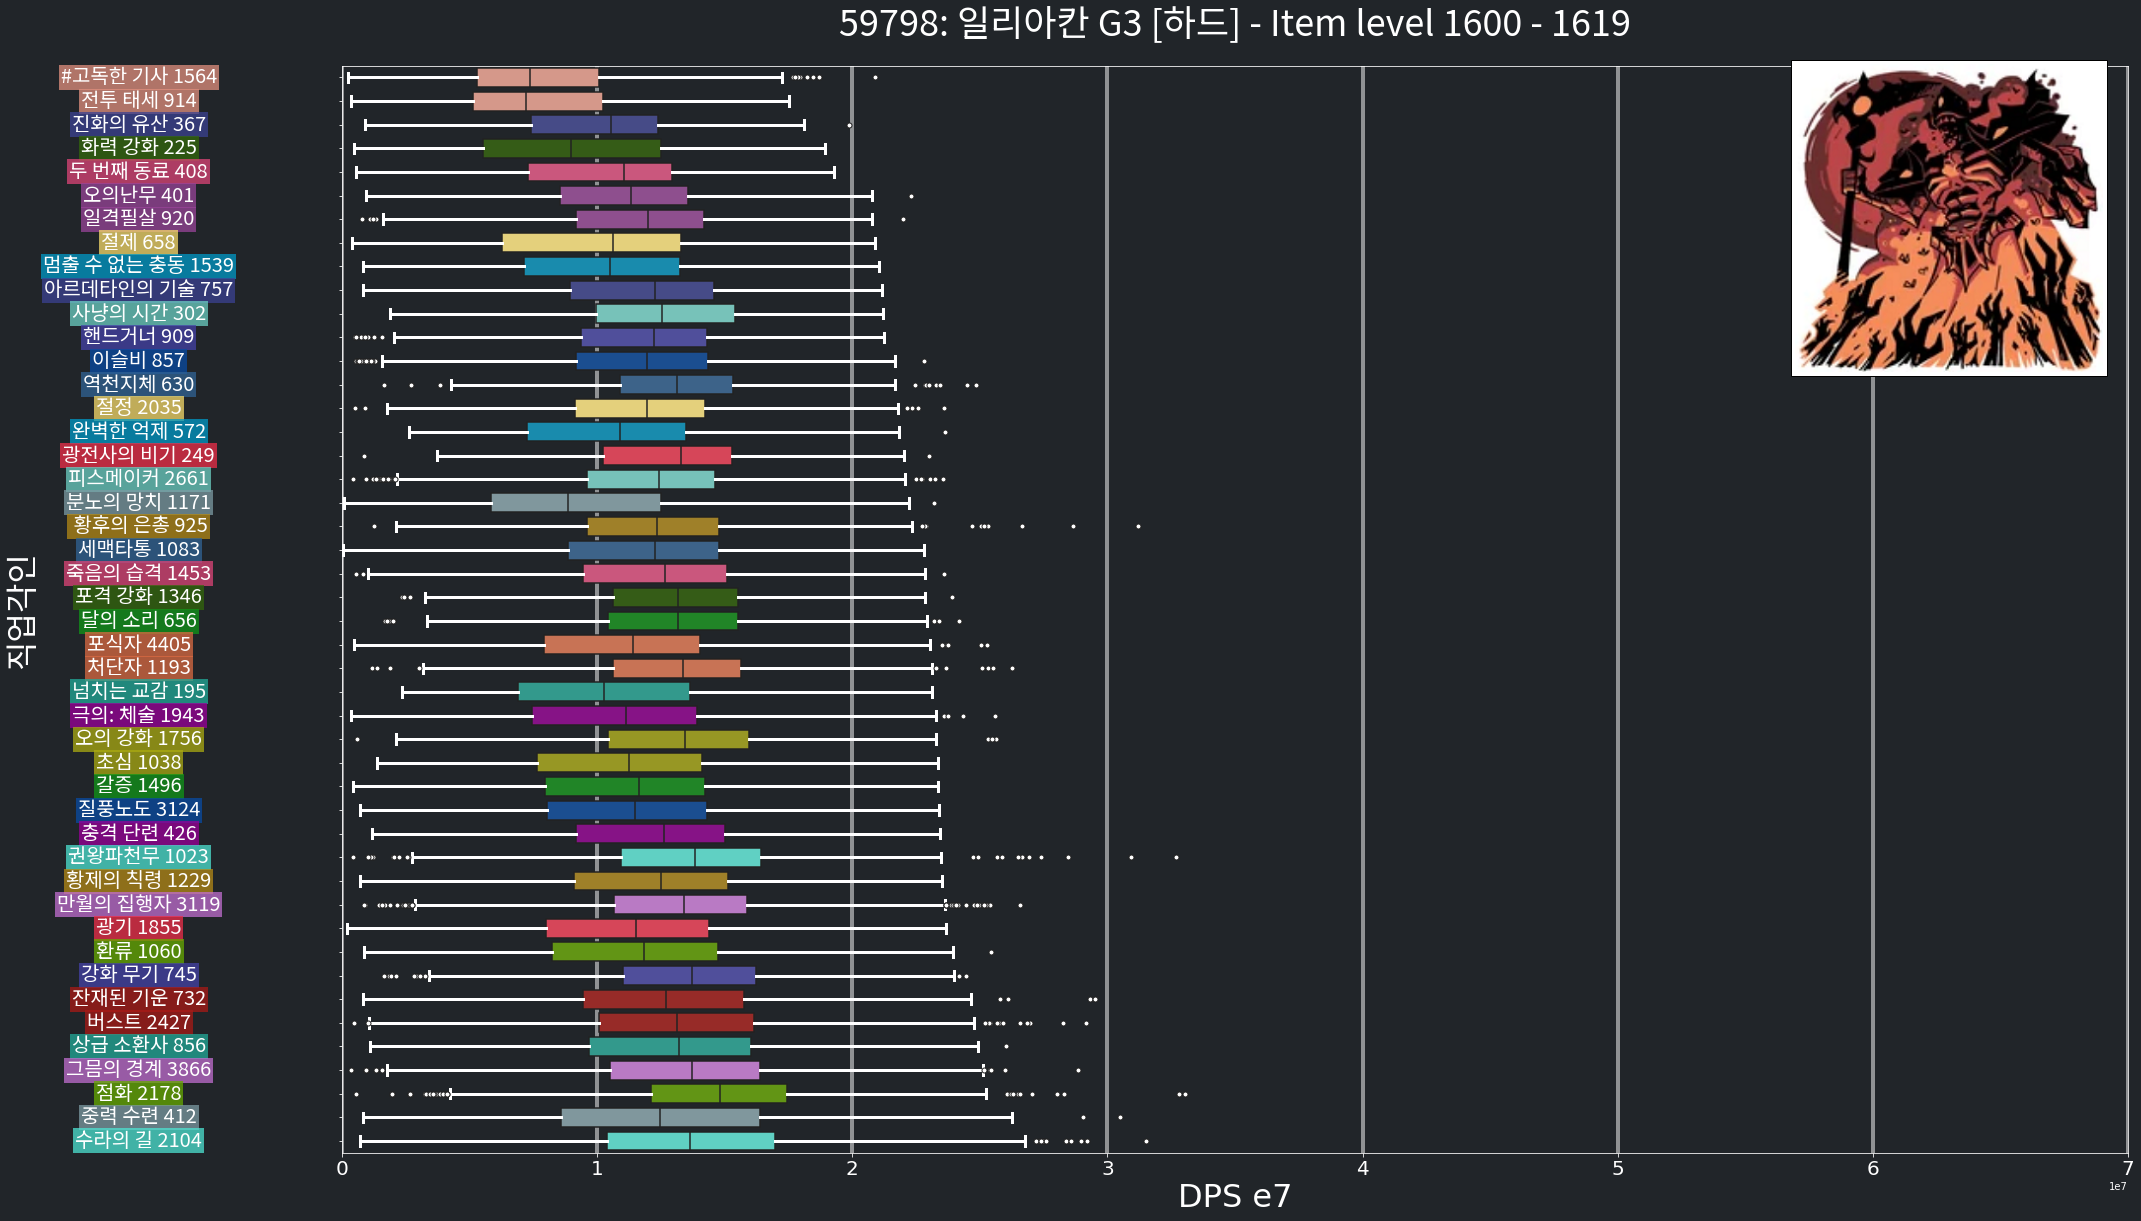 59798: 일리아칸 G3 [하드] - Item level 1600 - 1619
#고독한 기사 1564
전투 태세 914
진화의 유산 367
화력 강화 225
두 번째 동료 408
오의난무 401
일격필살 920
절제 658
멈출 수 없는 충동 1539
아르데타인의 기술 757
사냥의 시간 302
핸드거너 909
이슬비 857
역천지체 630
절정 2035
완벽한 억제 572
광전사의 비기 249
피스메이커 2661
분노의 망치 1171
황후의 은총 925
세맥타통 1083
죽음의 습격 1453
포격 강화 1346
달의 소리 656
포식자 4405
처단자 1193
넘치는 교감 195
극의: 체술 1943
오의 강화 1756
초심 1038
갈증 1496
질풍노도 3124
충격 단련 426
권왕파천무 1023
황제의 칙령 1229
만월의 집행자 3119
광기 1855
환류 1060
강화 무기 745
잔재된 기운 732
버스트 2427
상급 소환사 856
그믐의 경계 3866
점화 2178
중력 수련 412
수라의 길 2104
직업각인
0 1 2 3 4 5 6 7
DPS e7
1e7